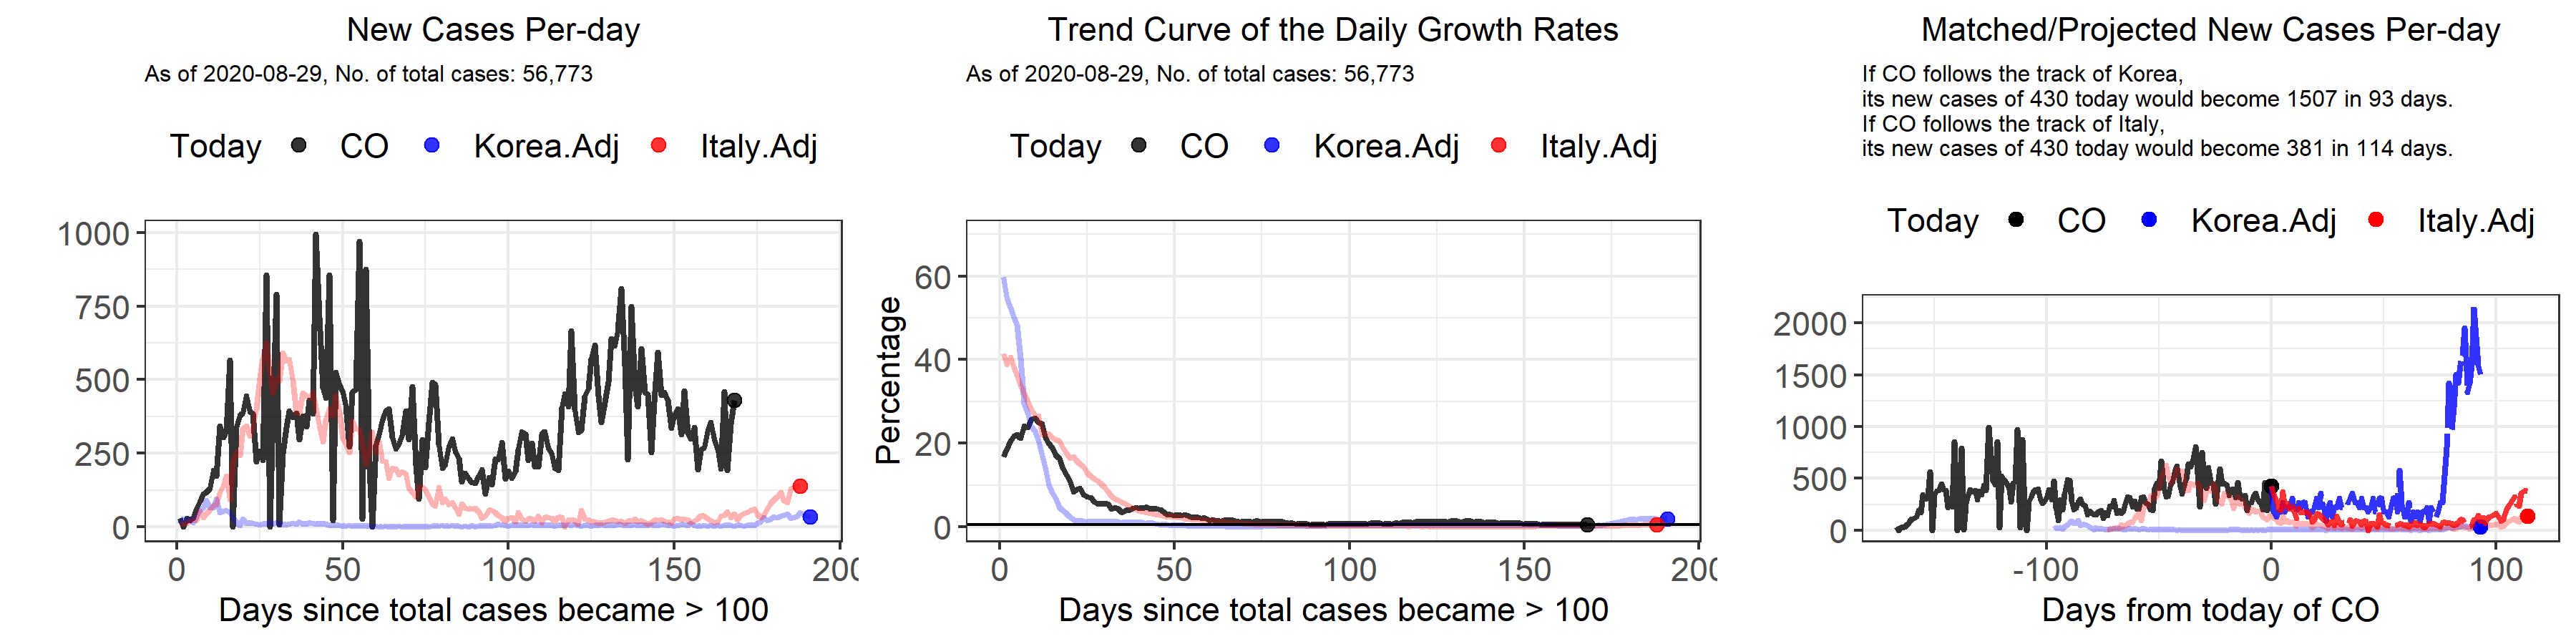 New Cases Per-day
As of 2020-08-29, No. of total cases: 56,773
Today CO Korea.Adj Italy.Adj
1000
750
500
250
0
0 50 100 150 200
Days since total cases became > 100
Trend Curve of the Daily Growth Rates
As of 2020-08-29, No. of total cases: 56,773
Today CO Korea.Adj Italy.Adj
Percentage
60
40
20
0
0 50 100 150 200
Days since total cases became > 100
Matched/Projected New Cases Per-day
If CO follows the track of Korea,
its new cases of 430 today would become 1507 in 93 days.
If CO follows the track of Italy,
its new cases of 430 today would become 381 in 114 days.
Today CO Korea.Adj Italy.Adj
2000
1500
1000
500
0
-100 0 100
Days from today of CO